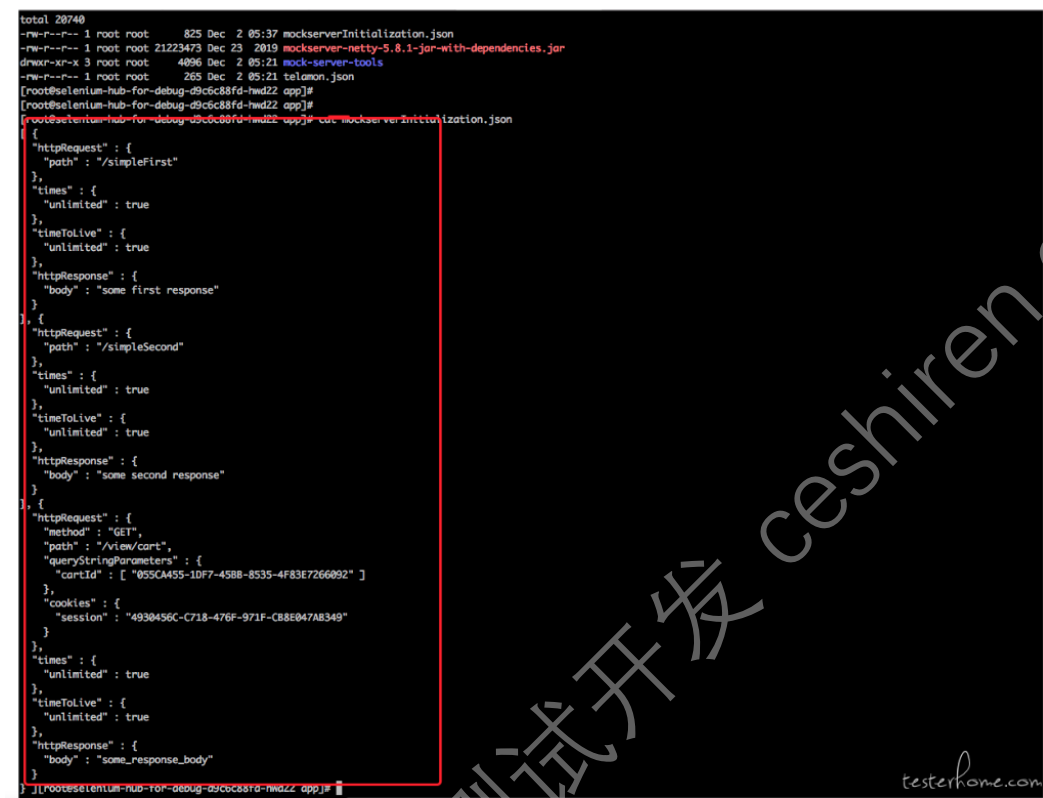 total 20740
-rw-r--r-- 1 root root      825 Dec  2 05:37 mockserverInitialization.json
-rw-r--r-- 1 root root 21223473 Dec 23  2019 mockserver-netty-5.8.1-jar-with-dependencies.jar
drwxr-xr-x 3 root root     4096 Dec  2 05:21 mock-server-tools
-rw-r--r-- 1 root root      265 Dec  2 05:21 telamon.json
[root@selenium-hub-for-debug-d9c6c88fd-hwd22 app]#
[root@selenium-hub-for-debug-d9c6c88fd-hwd22 app]#
[root@selenium-hub-for-debug-d9c6c88fd-hwd22 app]# cat mockserverInitialization.json
[ {
  "httpRequest" : {
    "path" : "/simpleFirst"
  },
  "times" : {
    "unlimited" : true
  },
  "timeToLive" : {
    "unlimited" : true
  },
  "httpResponse" : {
    "body" : "some first response"
  }
}, {
  "httpRequest" : {
    "path" : "/simpleSecond"
  },
  "times" : {
    "unlimited" : true
  },
  "timeToLive" : {
    "unlimited" : true
  },
  "httpResponse" : {
    "body" : "some second response"
  }
}, {
  "httpRequest" : {
    "method" : "GET",
    "path" : "/view/cart",
    "queryStringParameters" : {
      "cartId" : [ "055CA455-1DF7-45BB-8535-4F83E7266092" ]
    },
    "cookies" : {
      "session" : "4930456C-C718-476F-971F-CB8E047AB349"
    }
  },
  "times" : {
    "unlimited" : true
  },
  "timeToLive" : {
    "unlimited" : true
  },
  "httpResponse" : {
    "body" : "some_response_body"
  }
} ][root@selenium-hub-for-debug-d9c6c88fd-hwd22 app]#
测试开发 ceshiren
testerhome.com